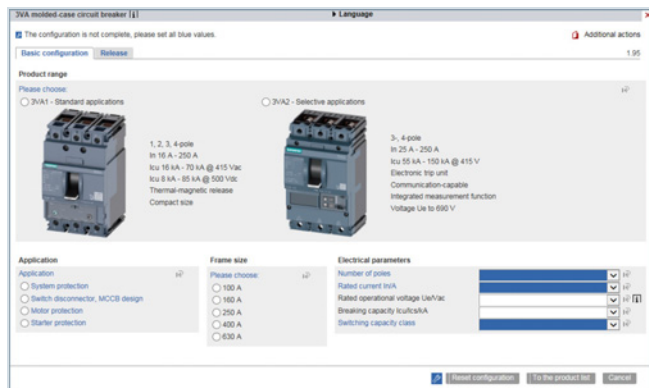 3VA molded-case circuit breaker [i]
Language
The configuration is not complete, please set all blue values.
Additional actions
Basic configuration
Release
1.95
Product range
Please choose:
3VA1 - Standard applications
1, 2, 3, 4-pole
In 16 A - 250 A
Icu 16 kA - 70 kA @ 415 Vac
Icu 8 kA - 85 kA @ 500 Vdc
Thermal-magnetic release
Compact size
3VA2 - Selective applications
3-, 4-pole
In 25 A - 250 A
Icu 55 kA - 150 kA @ 415 V
Electronic trip unit
Communication-capable
Integrated measurement function
Voltage Ue to 690 V
Application
Application
System protection
Switch disconnector, MCCB design
Motor protection
Starter protection
Frame size
Please choose:
100 A
160 A
250 A
400 A
630 A
Electrical parameters
Number of poles
Rated current In/A
Rated operational voltage Ue/Vac
Breaking capacity Icu/Ics/kA
Switching capacity class
Reset configuration
To the product list
Cancel